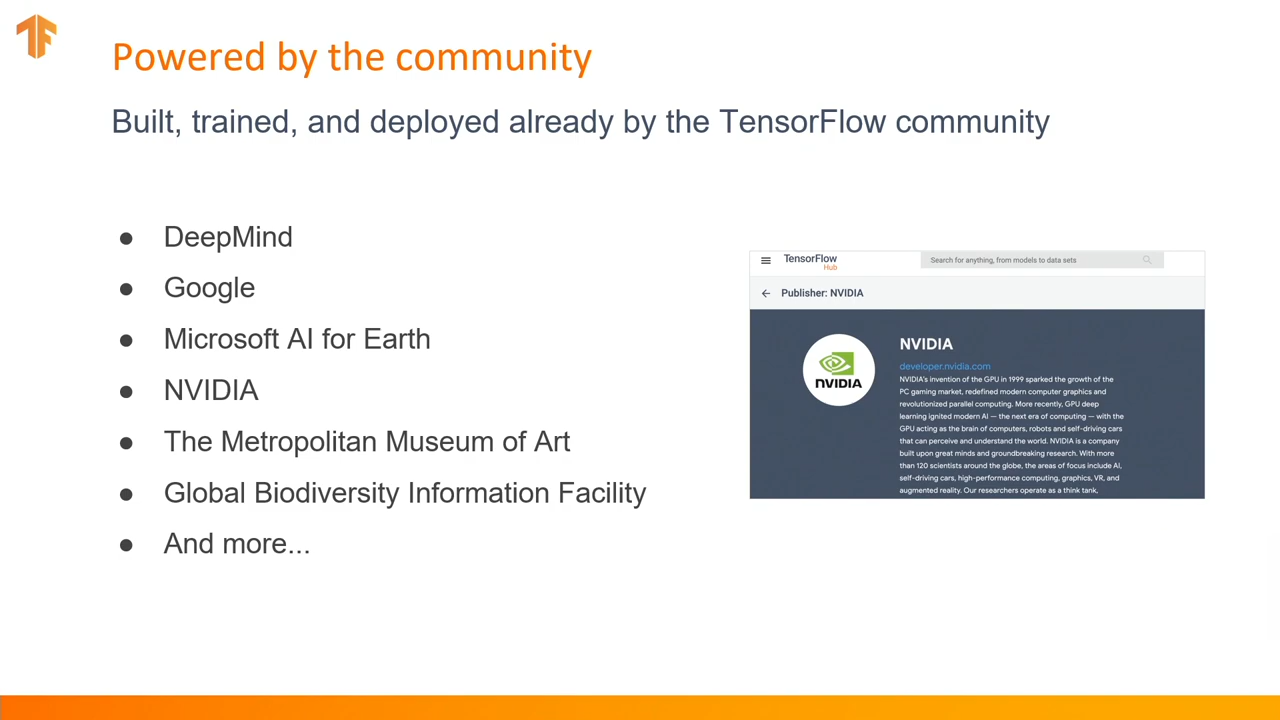 Powered by the community
Built, trained, and deployed already by the TensorFlow community
● DeepMind
● Google
● Microsoft AI for Earth
● NVIDIA
● The Metropolitan Museum of Art
● Global Biodiversity Information Facility
● And more...
TensorFlow
Hub
Search for anything, from models to data sets
Publisher: NVIDIA
NVIDIA
NVIDIA
developer.nvidia.com
NVIDIA's invention of the GPU in 1999 sparked the growth of the
PC gaming market, redefined modern computer graphics and
revolutionized parallel computing. More recently, GPU deep
learning ignited modern AI — the next era of computing — with the
GPU acting as the brain of computers, robots and self-driving cars
that can perceive and understand the world. NVIDIA is a company
built upon great minds and groundbreaking research. With more
than 120 scientists around the globe, the areas of focus include AI,
self-driving cars, high-performance computing, graphics, VR, and
augmented reality. Our researchers operate as a think tank,